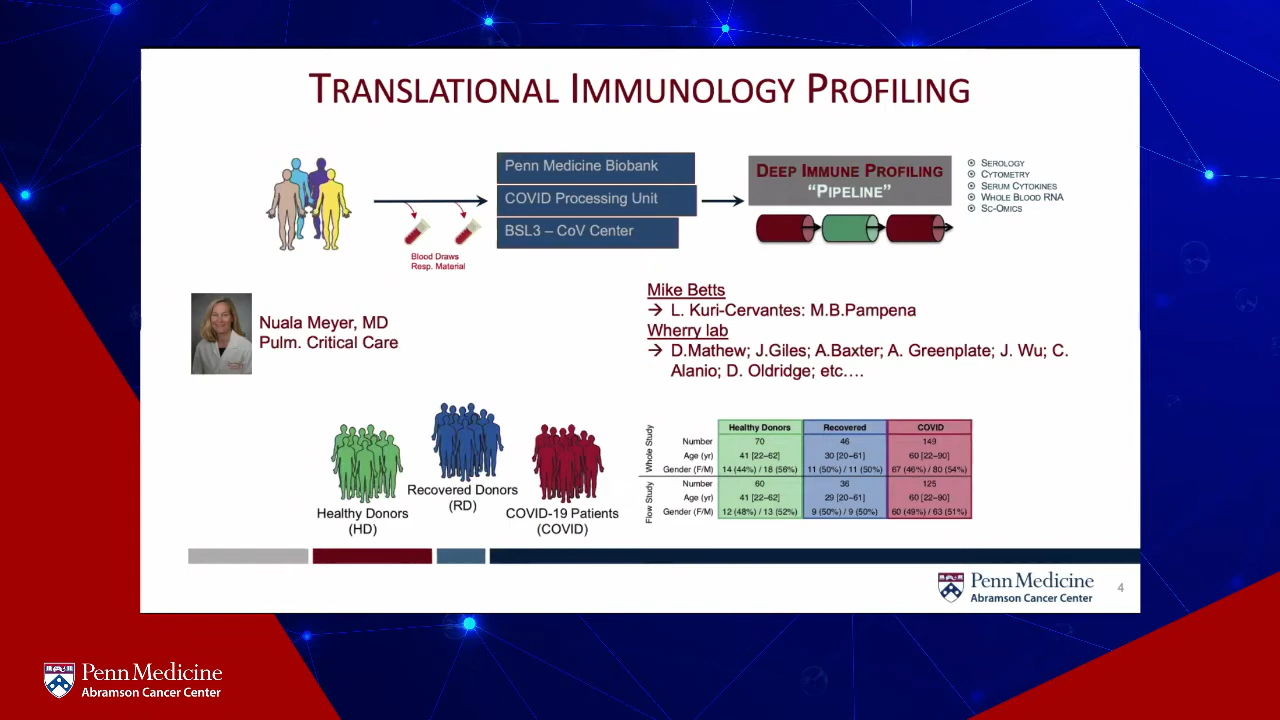 TRANSLATIONAL IMMUNOLOGY PROFILING
Penn Medicine Biobank
COVID Processing Unit
BSL3 – CoV Center
Blood Draws
Resp. Material
DEEP IMMUNE PROFILING
“PIPELINE”
SEROLOGY
CYTOMETRY
SERUM CYTOKINES
WHOLE BLOOD RNA
SC-OMICS
Nuala Meyer, MD
Pulm. Critical Care
Mike Betts
→ L. Kuri-Cervantes: M.B.Pampena
Wherry lab
→ D.Mathew; J.Giles; A.Baxter; A. Greenplate; J. Wu; C.
Alanio; D. Oldridge; etc….
Healthy Donors
(HD)
Recovered Donors
(RD)
COVID-19 Patients
(COVID)
Healthy Donors Recovered COVID
Whole Study
Number 70 46 149
Age (yr) 41 [22–62] 30 [20–61] 60 [22–90]
Gender (F/M) 14 (44%) / 18 (56%) 11 (50%) / 11 (50%) 67 (46%) / 80 (54%)
Flow Study
Number 60 36 125
Age (yr) 41 [22–62] 29 [20–61] 60 [22–90]
Gender (F/M) 12 (48%) / 13 (52%) 9 (50%) / 9 (50%) 60 (49%) / 63 (51%)
Penn Medicine
Abramson Cancer Center
4
Penn Medicine
Abramson Cancer Center